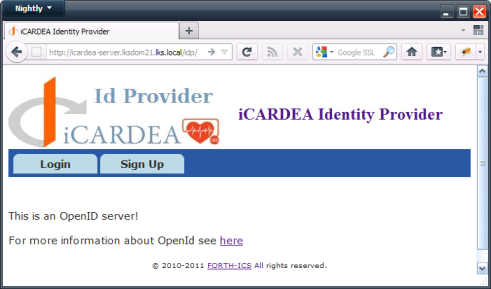 Nightly
iCARDEA Identity Provider
http://icardea-server.lksdom21.lks.local/idp/
Google SSL
Id Provider
iCARDEA
iCARDEA Identity Provider
Login
Sign Up
This is an OpenID server!
For more information about OpenId see here
© 2010-2011 FORTH-ICS All rights reserved.